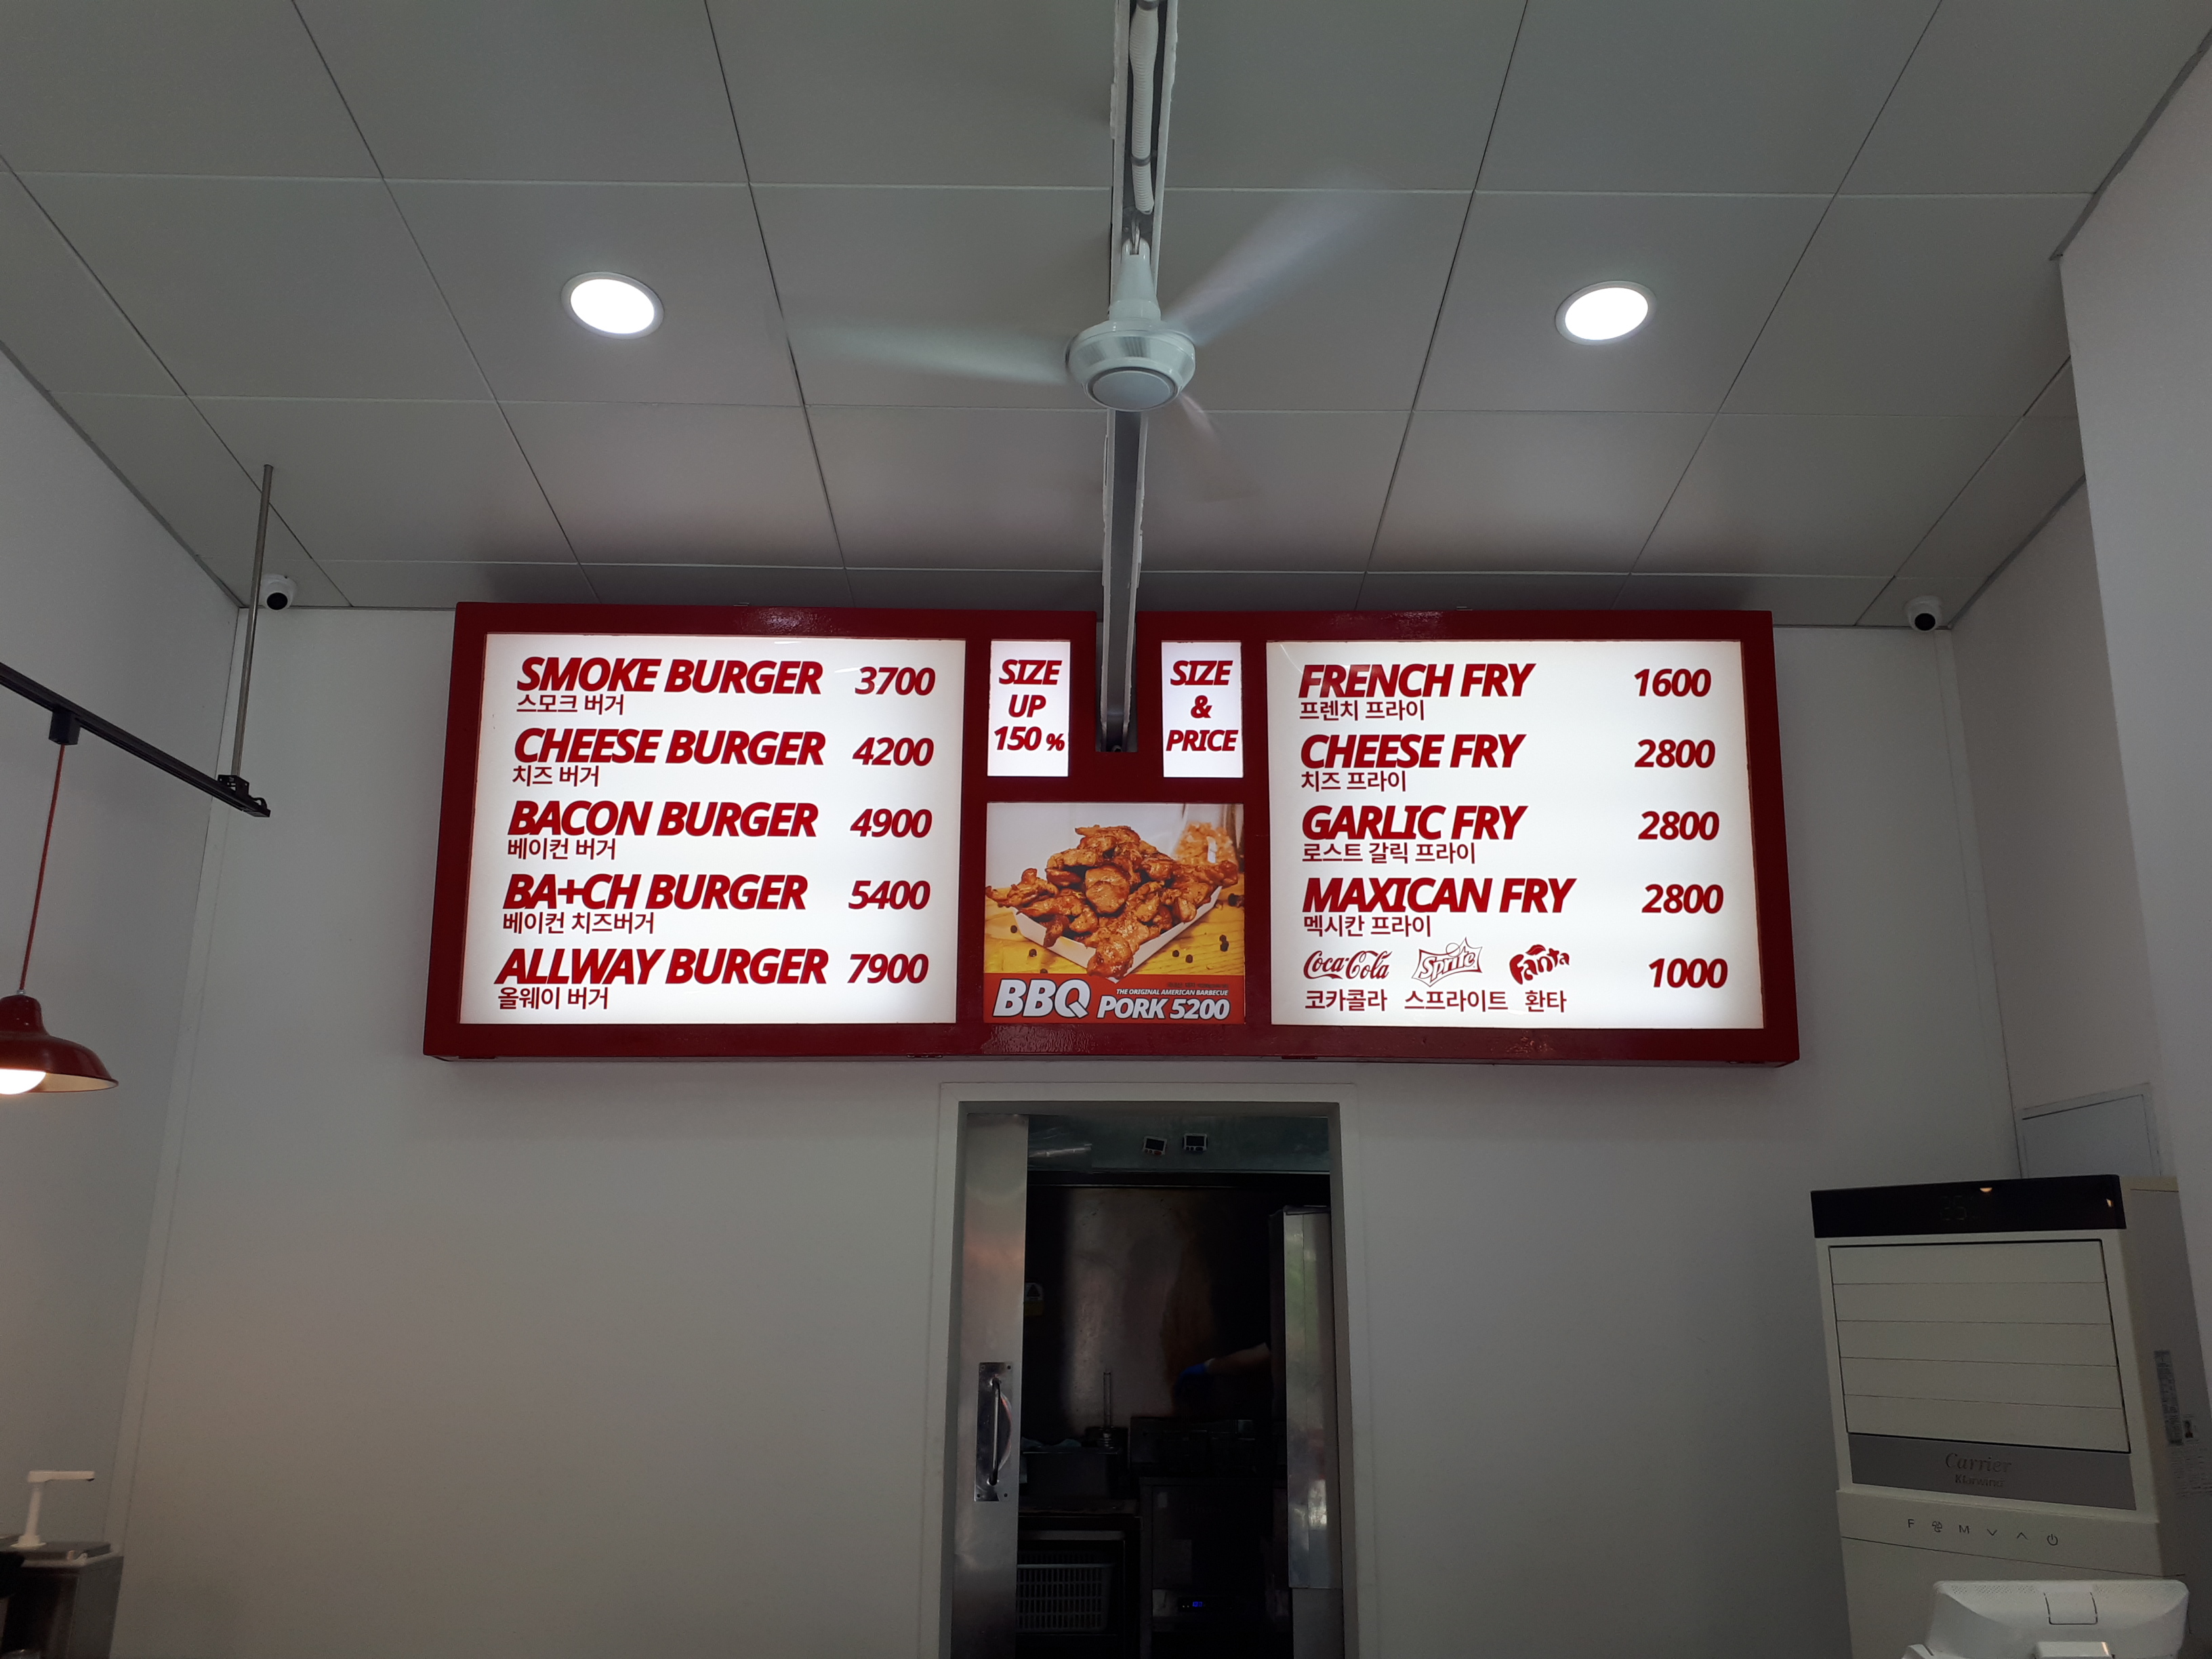 SMOKE BURGER 3700
스모크 버거
CHEESE BURGER 4200
치즈 버거
BACON BURGER 4900
베이컨 버거
BA+CH BURGER 5400
베이컨 치즈버거
ALLWAY BURGER 7900
올웨이 버거
SIZE
UP
150 %
SIZE
&
PRICE
THE ORIGINAL AMERICAN BARBECUE
BBQ PORK 5200
FRENCH FRY 1600
프렌치 프라이
CHEESE FRY 2800
치즈 프라이
GARLIC FRY 2800
로스트 갈릭 프라이
MAXICAN FRY 2800
멕시칸 프라이
Coca-Cola Sprite Fanta 1000
코카콜라 스프라이트 환타
Carrier
F M